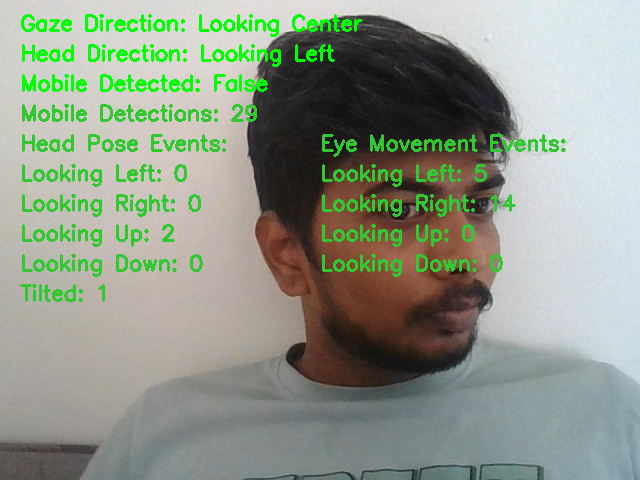 Gaze Direction: Looking Center
Head Direction: Looking Left
Mobile Detected: False
Mobile Detections: 29
Head Pose Events:
Looking Left: 0
Looking Right: 0
Looking Up: 2
Looking Down: 0
Tilted: 1
Eye Movement Events:
Looking Left: 5
Looking Right: 14
Looking Up: 0
Looking Down: 0